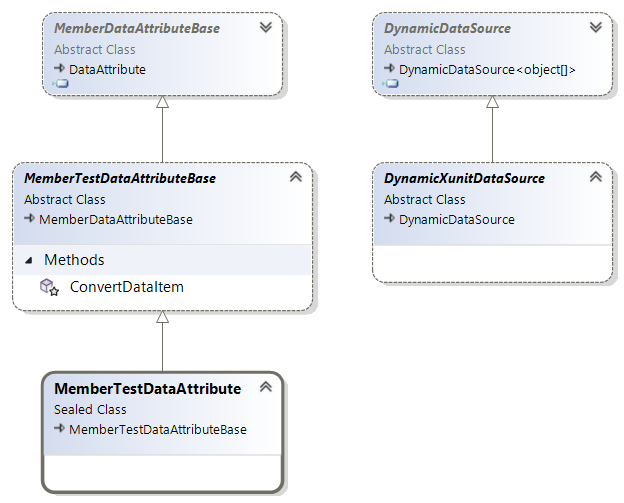 MemberDataAttributeBase
Abstract Class
DataAttribute
DynamicDataSource
Abstract Class
DynamicDataSource<object[]>
MemberTestDataAttributeBase
Abstract Class
MemberDataAttributeBase
Methods
ConvertDataItem
DynamicXunitDataSource
Abstract Class
DynamicDataSource
MemberTestDataAttribute
Sealed Class
MemberTestDataAttributeBase